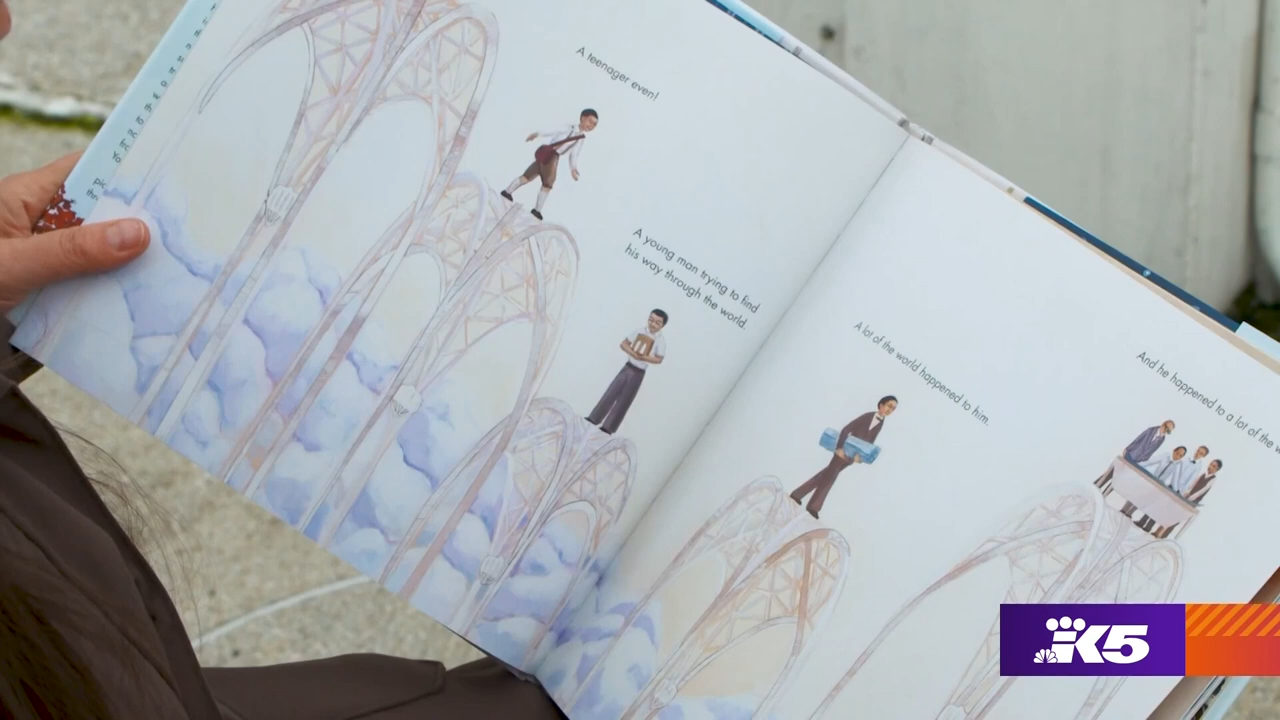 A teenager even!
A young man trying to find
his way through the world.
A lot of the world happened to him.
And he happened to a lot of the
K5